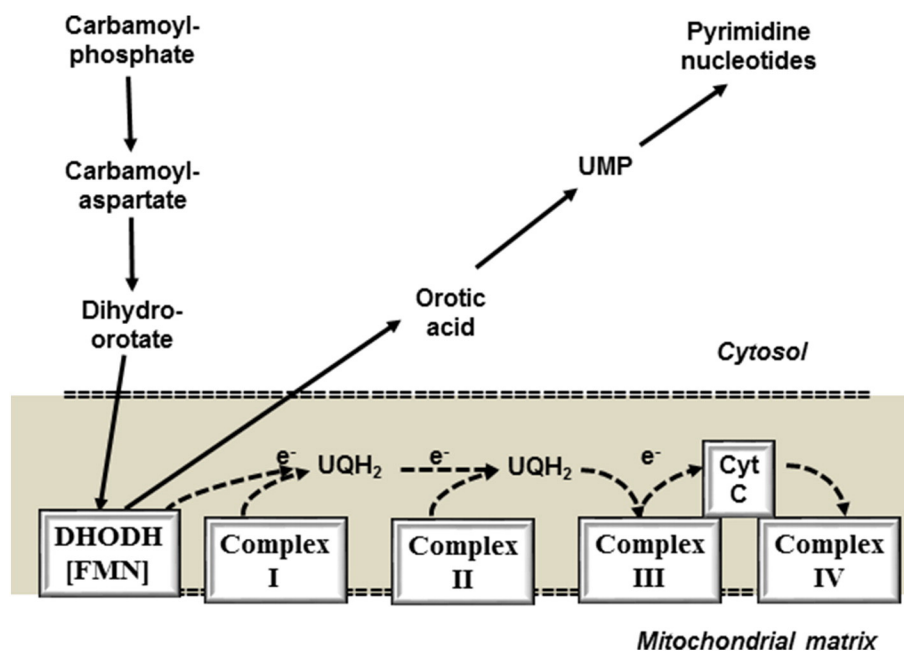 Carbamoyl-
phosphate
Pyrimidine
nucleotides
Carbamoyl-
aspartate
UMP
Dihydro-
orotate
Orotic
acid
Cytosol
e-
UQH₂
e-
UQH₂
e-
Cyt
C
DHODH
[FMN]
Complex
I
Complex
II
Complex
III
Complex
IV
Mitochondrial matrix